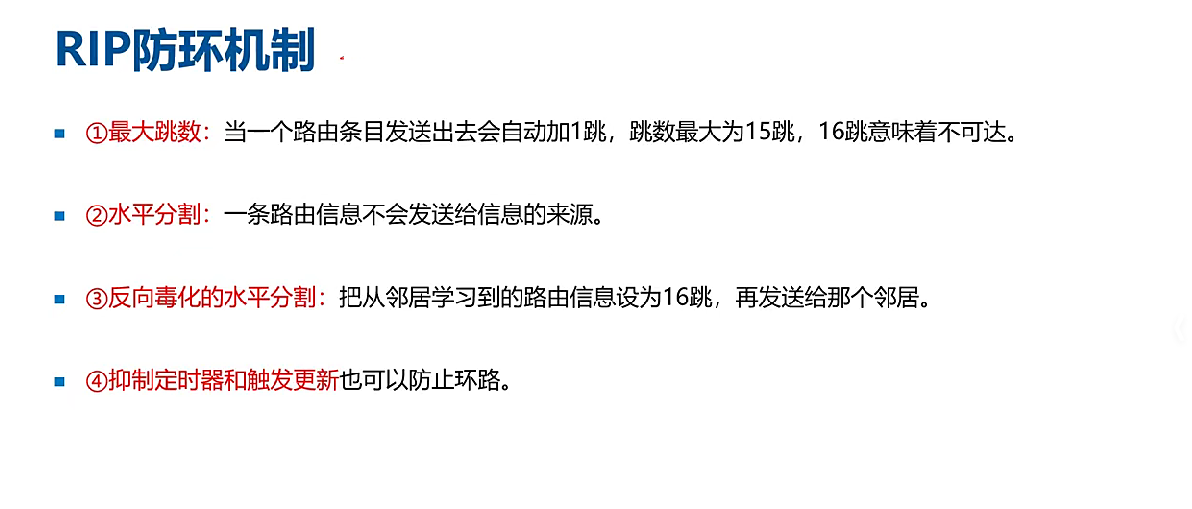 RIP防环机制
①最大跳数：当一个路由条目发送出去会自动加1跳，跳数最大为15跳，16跳意味着不可达。
②水平分割：一条路由信息不会发送给信息的来源。
③反向毒化的水平分割：把从邻居学习到的路由信息设为16跳，再发送给那个邻居。
④抑制定时器和触发更新也可以防止环路。